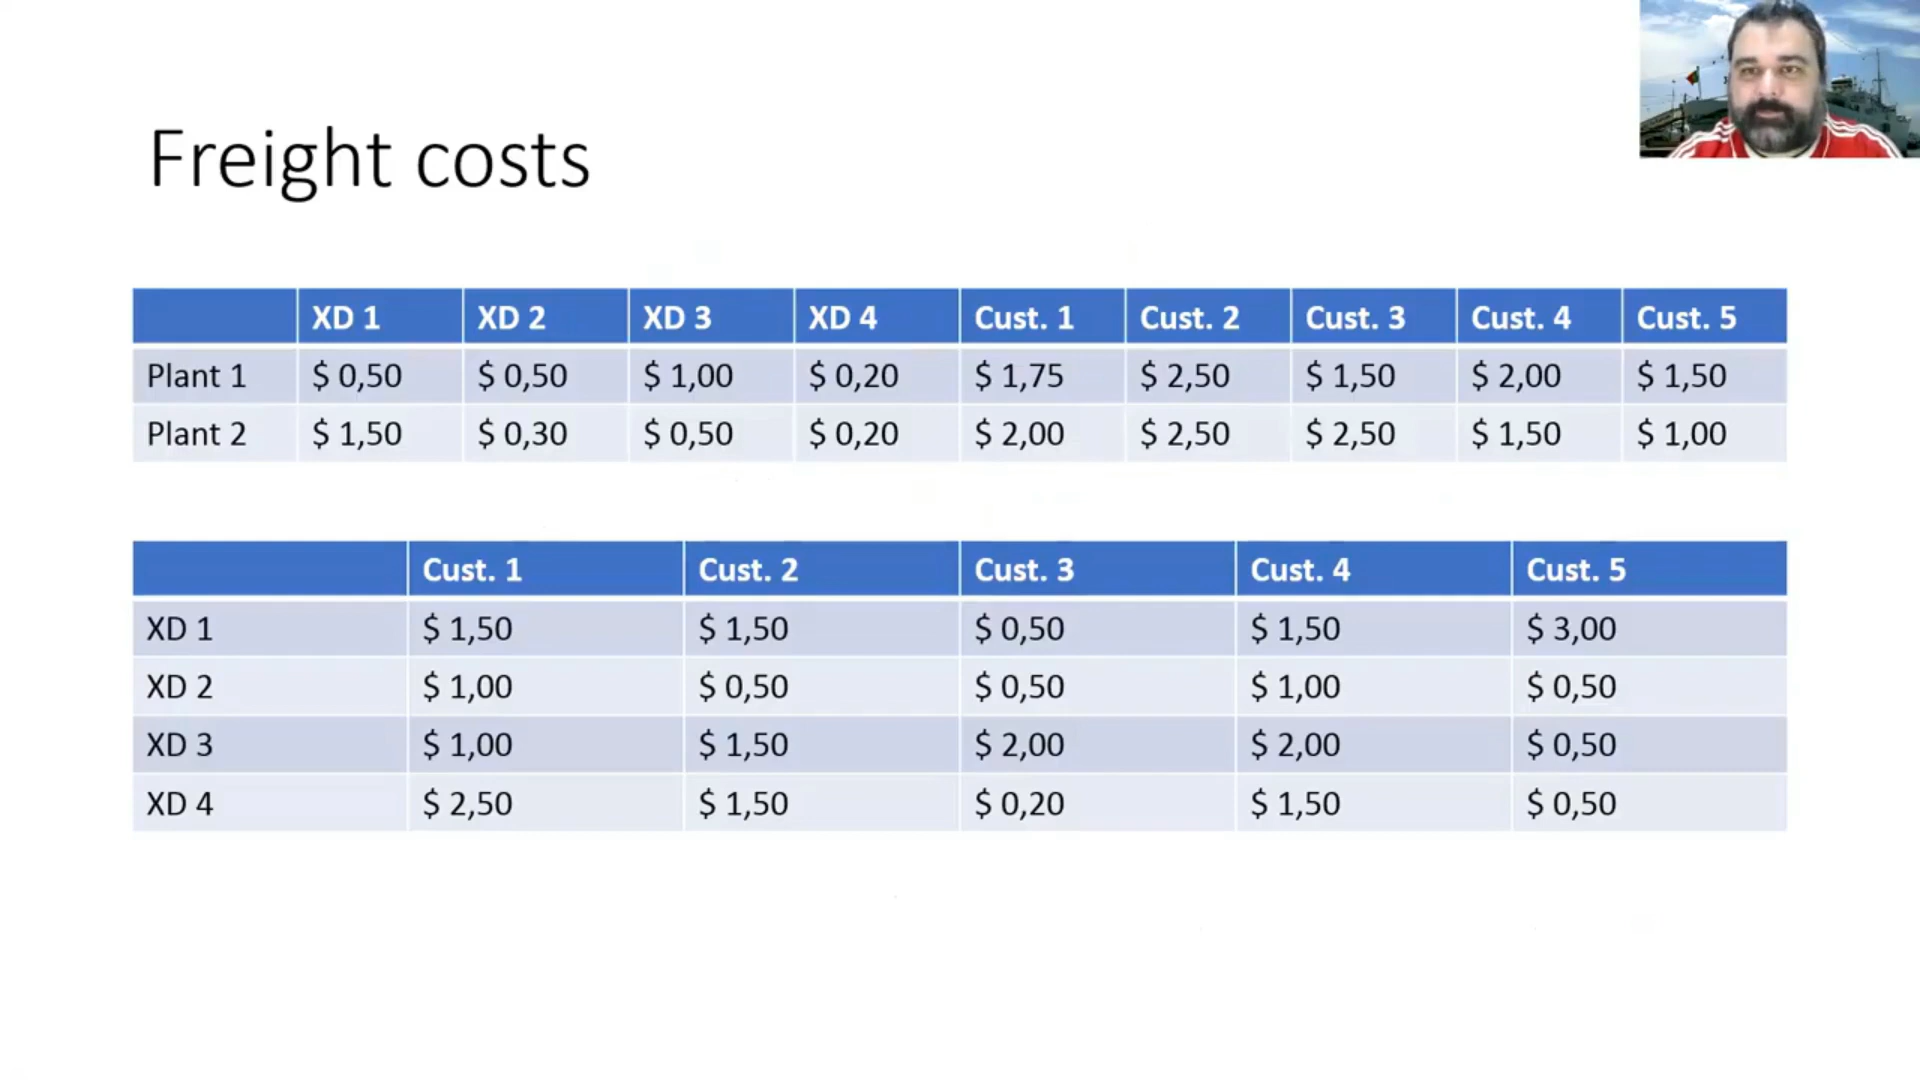 Freight costs
XD 1 XD 2 XD 3 XD 4 Cust. 1 Cust. 2 Cust. 3 Cust. 4 Cust. 5
Plant 1 $ 0,50 $ 0,50 $ 1,00 $ 0,20 $ 1,75 $ 2,50 $ 1,50 $ 2,00 $ 1,50
Plant 2 $ 1,50 $ 0,30 $ 0,50 $ 0,20 $ 2,00 $ 2,50 $ 2,50 $ 1,50 $ 1,00
Cust. 1 Cust. 2 Cust. 3 Cust. 4 Cust. 5
XD 1 $ 1,50 $ 1,50 $ 0,50 $ 1,50 $ 3,00
XD 2 $ 1,00 $ 0,50 $ 0,50 $ 1,00 $ 0,50
XD 3 $ 1,00 $ 1,50 $ 2,00 $ 2,00 $ 0,50
XD 4 $ 2,50 $ 1,50 $ 0,20 $ 1,50 $ 0,50